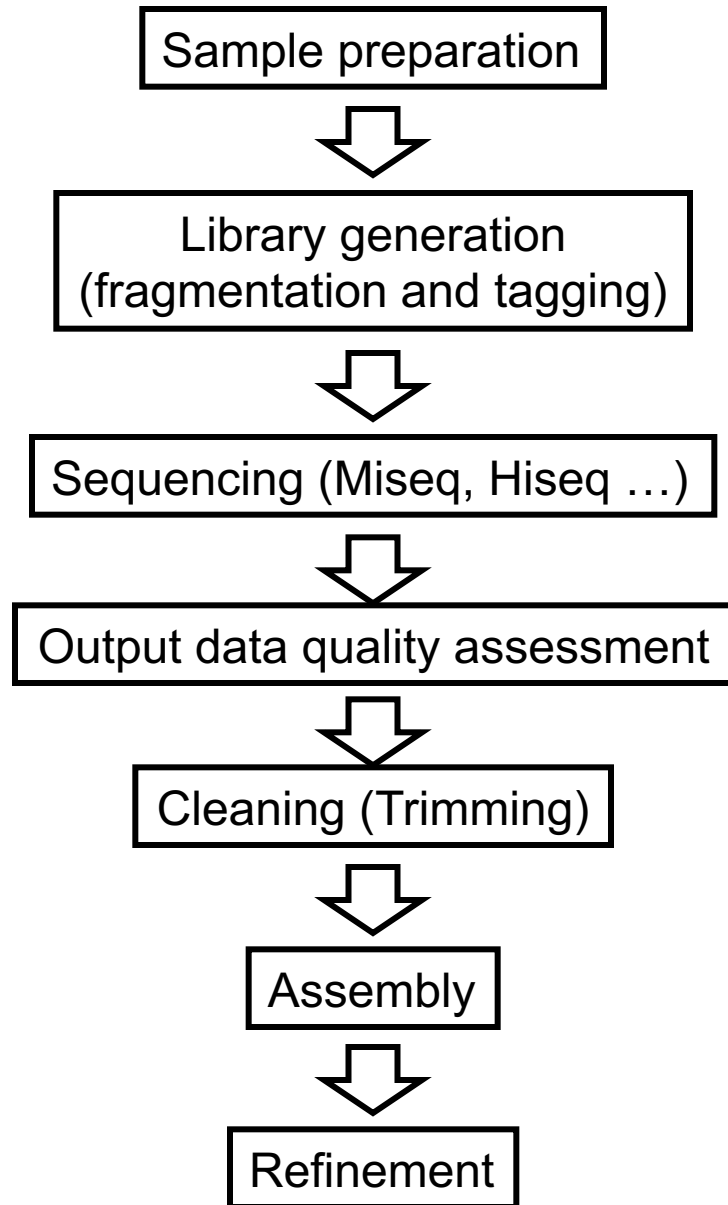 Sample preparation
Library generation
(fragmentation and tagging)
Sequencing (Miseq, Hiseq …)
Output data quality assessment
Cleaning (Trimming)
Assembly
Refinement